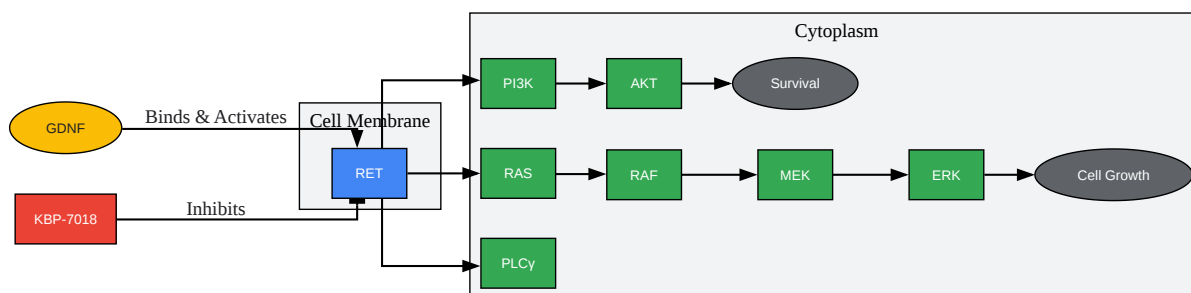 Cytoplasm
PI3K
AKT
Survival
GDNF
Binds & Activates
Cell Membrane
RET
RAS
RAF
MEK
ERK
Cell Growth
KBP-7018
Inhibits
PLCγ